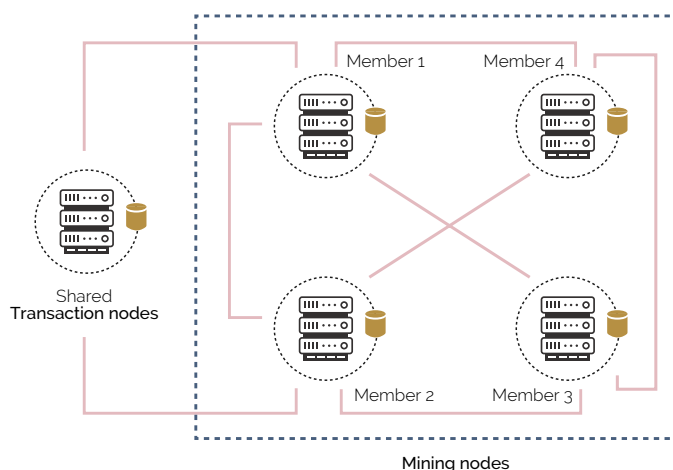 Member 1
Member 4
Shared
Transaction nodes
Member 2
Member 3
Mining nodes